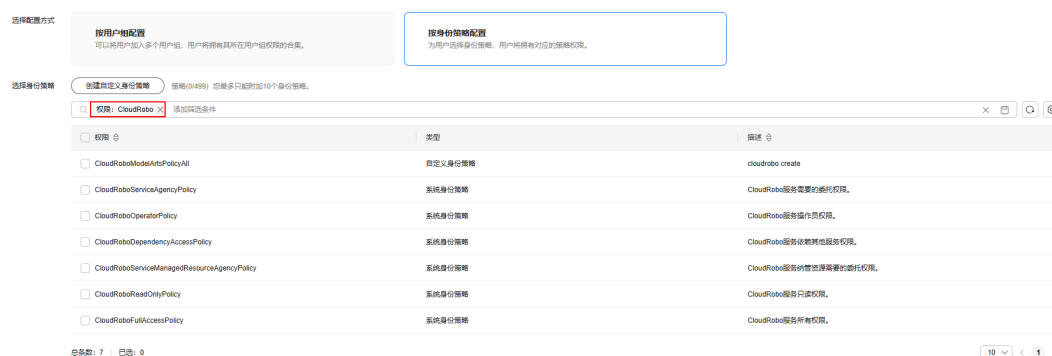 选择配置方式
按用户组配置
可以将用户加入多个用户组，用户将拥有其所在用户组权限的合集。
按身份策略配置
为用户选择身份策略，用户将拥有对应的策略权限。
选择身份策略
创建自定义身份策略
策略(0/499) 您最多只能附加10个身份策略。
权限：CloudRobo × 添加筛选条件
权限 类型 描述
CloudRoboModelArtsPolicyAll 自定义身份策略 cloudrobo create
CloudRoboServiceAgencyPolicy 系统身份策略 CloudRobo服务需要的委托权限。
CloudRoboOperatorPolicy 系统身份策略 CloudRobo服务操作员权限。
CloudRoboDependencyAccessPolicy 系统身份策略 CloudRobo服务依赖其他服务权限。
CloudRoboServiceManagedResourceAgencyPolicy 系统身份策略 CloudRobo服务纳管资源需要的委托权限。
CloudRoboReadOnlyPolicy 系统身份策略 CloudRobo服务只读权限。
CloudRoboFullAccessPolicy 系统身份策略 CloudRobo服务所有权限。
总条数：7 已选：0
10 < 1